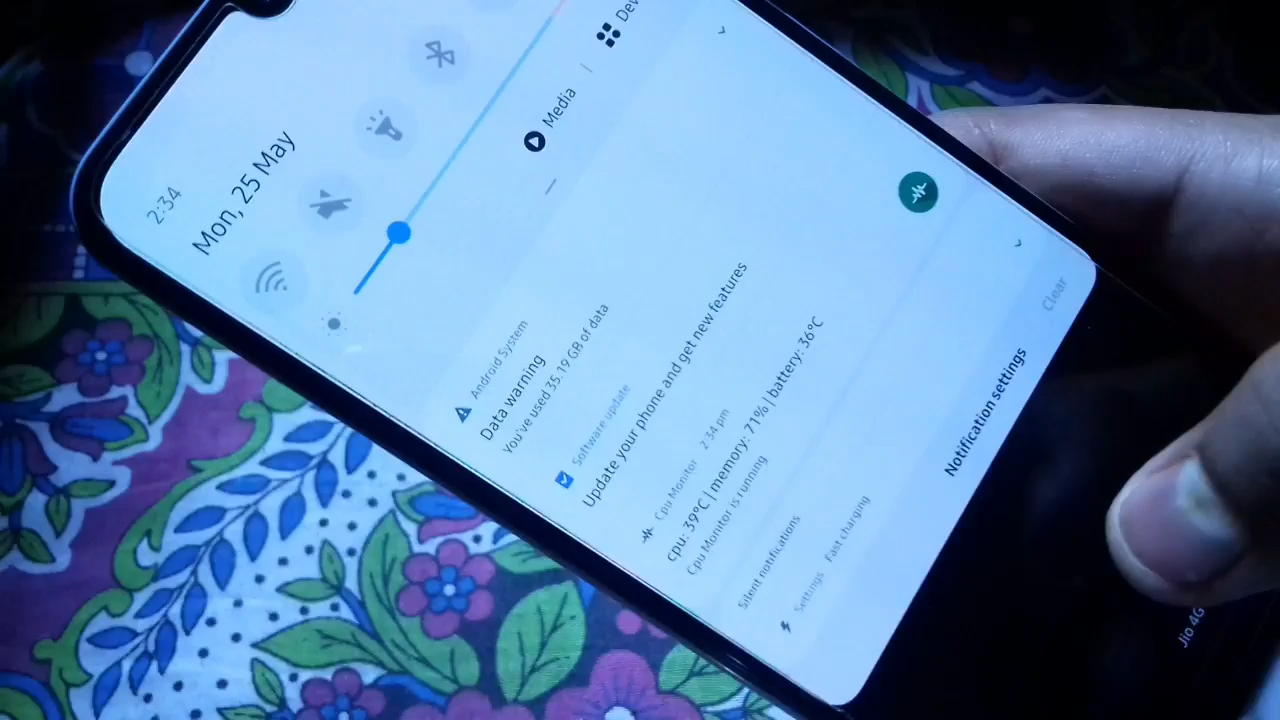 2:34
Mon, 25 May
Media
Dev
Android System
Data warning
You've used 35.19 GB of data
Software update
Update your phone and get new features
Cpu Monitor 2:34 pm
cpu: 39°C | memory: 71% | battery: 36°C
Cpu Monitor is running
Silent notifications
Settings Fast charging
Clear
Notification settings
Jio 4G